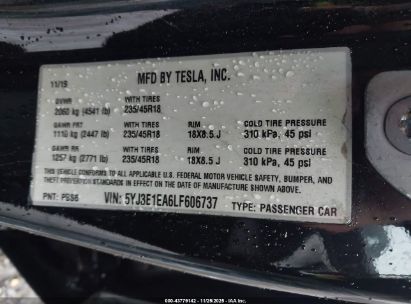 11/19 MFD BY TESLA, INC.
GVWR WITH TIRES
2060 kg (4541 lb) 235/45R18
GAWR FRT WITH TIRES RIM COLD TIRE PRESSURE
1110 kg (2447 lb) 235/45R18 18X8.5 J 310 kPa, 45 psi
GAWR RR WITH TIRES RIM COLD TIRE PRESSURE
1257 kg (2771 lb) 235/45R18 18X8.5 J 310 kPa, 45 psi
THIS VEHICLE CONFORMS TO ALL APPLICABLE U.S. FEDERAL MOTOR VEHICLE SAFETY, BUMPER, AND
THEFT PREVENTION STANDARDS IN EFFECT ON THE DATE OF MANUFACTURE SHOWN ABOVE.
PNT: VIN: 5YJ3E1EA6LF606737 TYPE: PASSENGER CAR